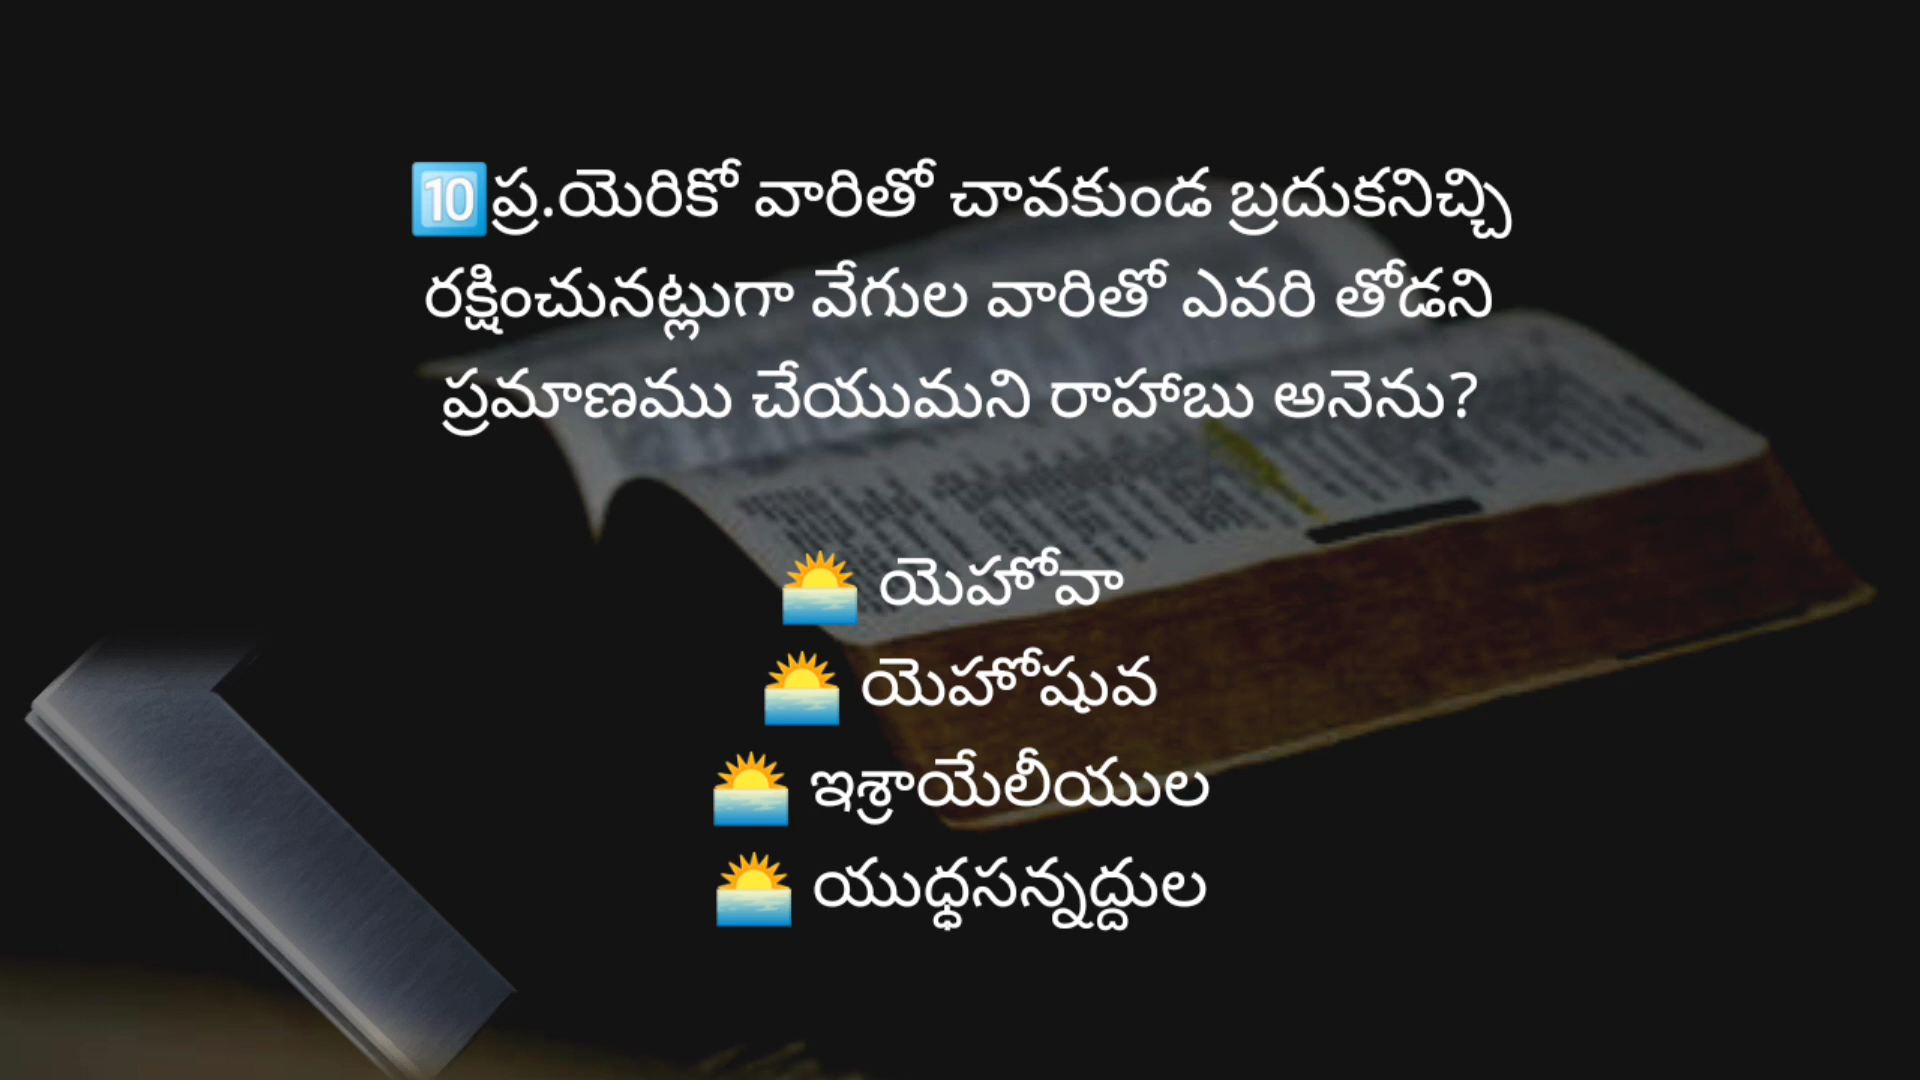 🔟ప్ర.యెరికో వారితో చావకుండ బ్రదుకనిచ్చి
రక్షించునట్లుగా వేగుల వారితో ఎవరి తోడని
ప్రమాణము చేయుమని రాహాబు అనెను?
🌅 యెహోవా
🌅 యెహోషువ
🌅 ఇశ్రాయేలీయుల
🌅 యుధ్ధసన్నద్దుల